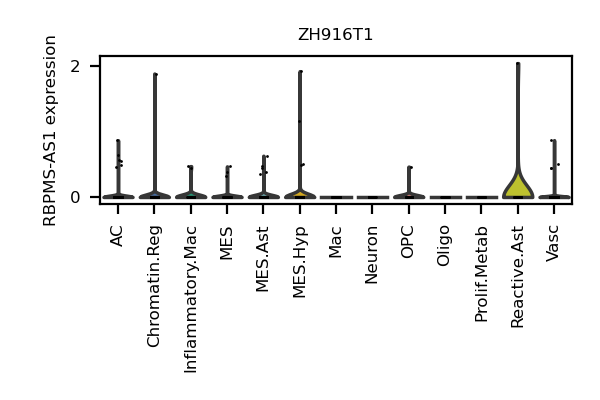 ZH916T1
RBPMS-AS1 expression
2
0
AC
Chromatin.Reg
Inflammatory.Mac
MES
MES.Ast
MES.Hyp
Mac
Neuron
OPC
Oligo
Prolif.Metab
Reactive.Ast
Vasc